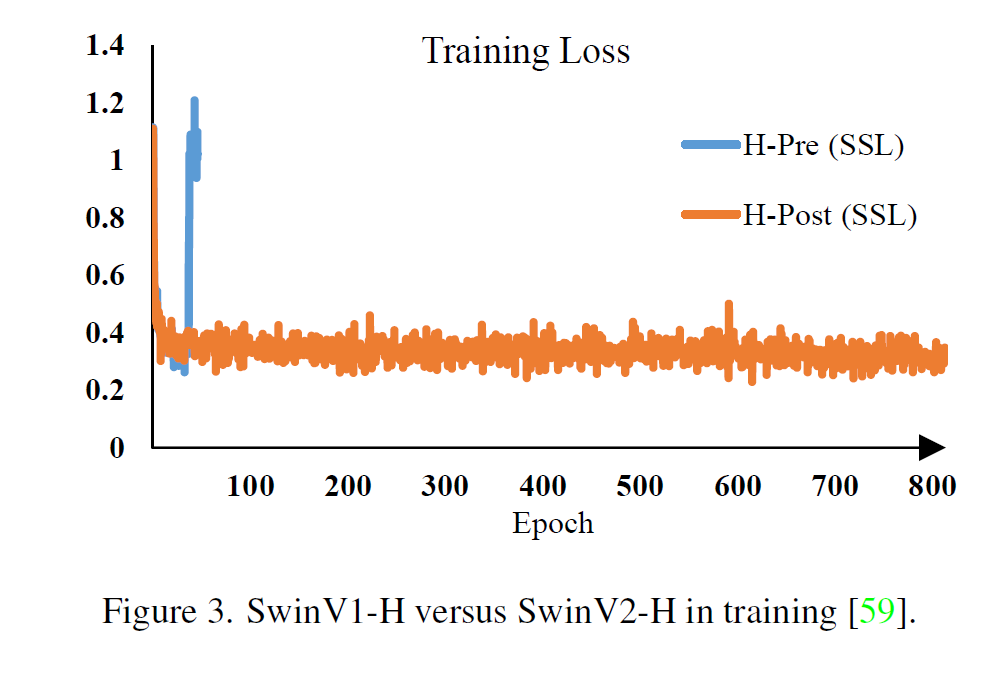 Training Loss
1.4
1.2
1
0.8
0.6
0.4
0.2
0
H-Pre (SSL)
H-Post (SSL)
100 200 300 400 500 600 700 800
Epoch
Figure 3. SwinV1-H versus SwinV2-H in training [59].